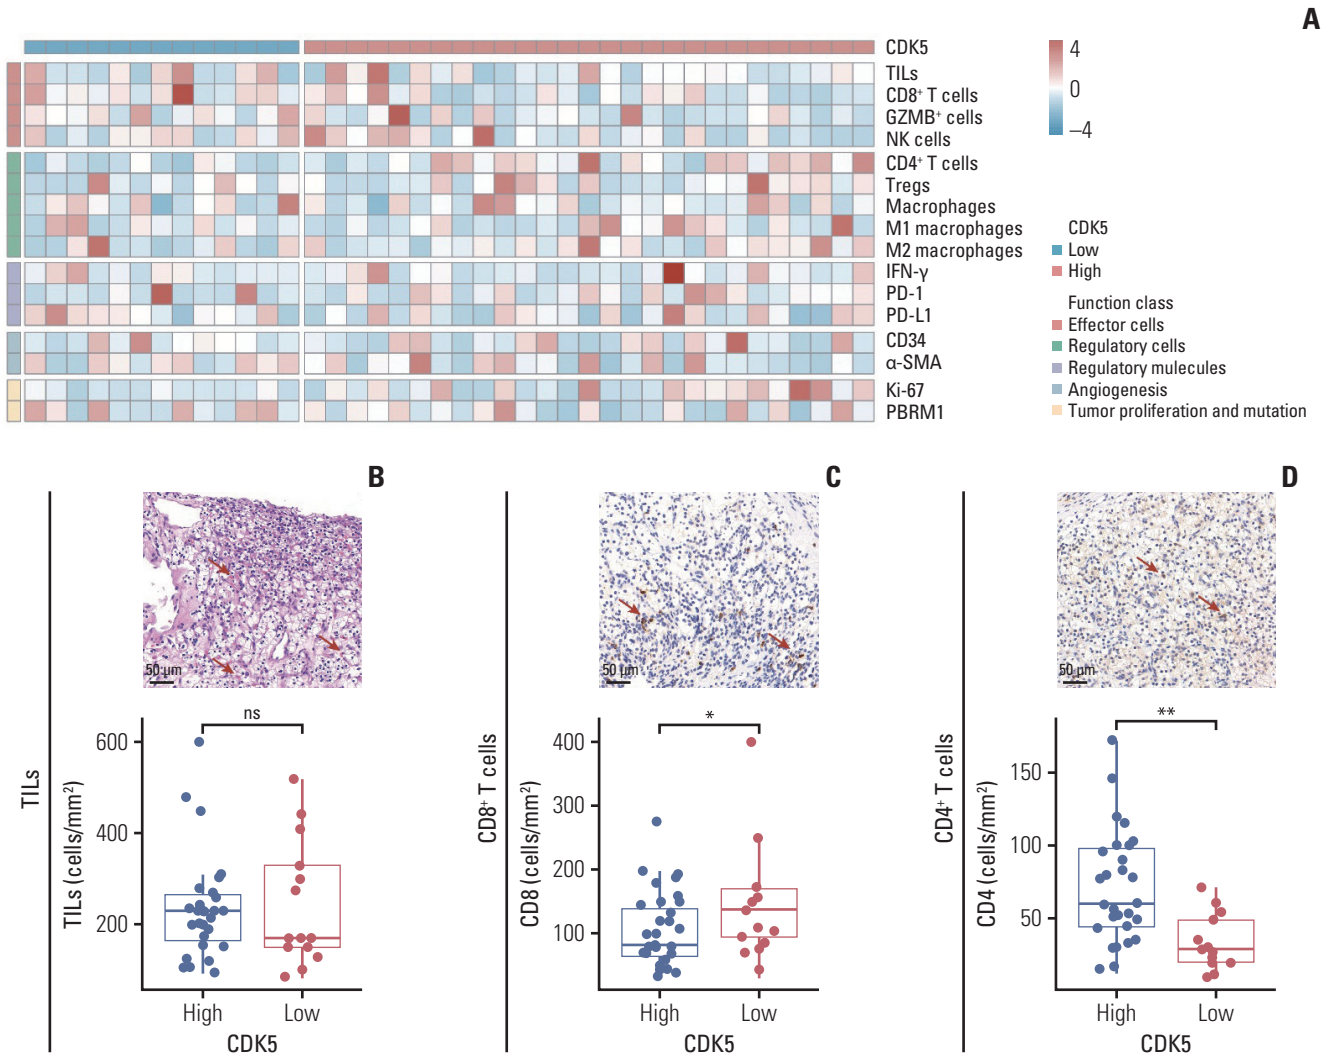 A
CDK5
TILs
CD8+ T cells
GZMB+ cells
NK cells
CD4+ T cells
Tregs
Macrophages
M1 macrophages
M2 macrophages
IFN-γ
PD-1
PD-L1
CD34
α-SMA
Ki-67
PBRM1
4
0
–4
CDK5
Low
High
Function class
Effector cells
Regulatory cells
Regulatory molecules
Angiogenesis
Tumor proliferation and mutation
B
TILs
50 µm
ns
TILs (cells/mm²)
600
400
200
High
Low
CDK5
C
CD8+ T cells
50 µm
*
CD8 (cells/mm²)
400
300
200
100
High
Low
CDK5
D
CD4+ T cells
50 µm
**
CD4 (cells/mm²)
150
100
50
High
Low
CDK5